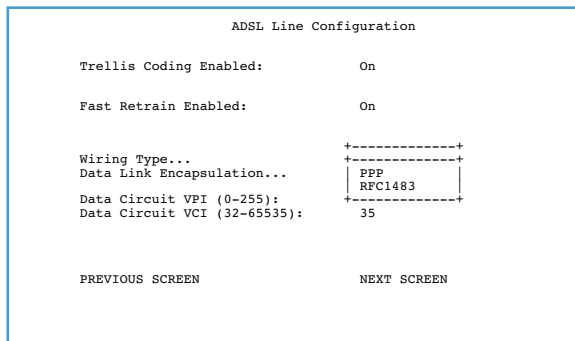 ADSL Line Configuration
Trellis Coding Enabled: On
Fast Retrain Enabled: On
+-------------+
Wiring Type... +-------------+
Data Link Encapsulation... | PPP |
| RFC1483 |
Data Circuit VPI (0-255): +-------------+
Data Circuit VCI (32-65535): 35
PREVIOUS SCREEN NEXT SCREEN